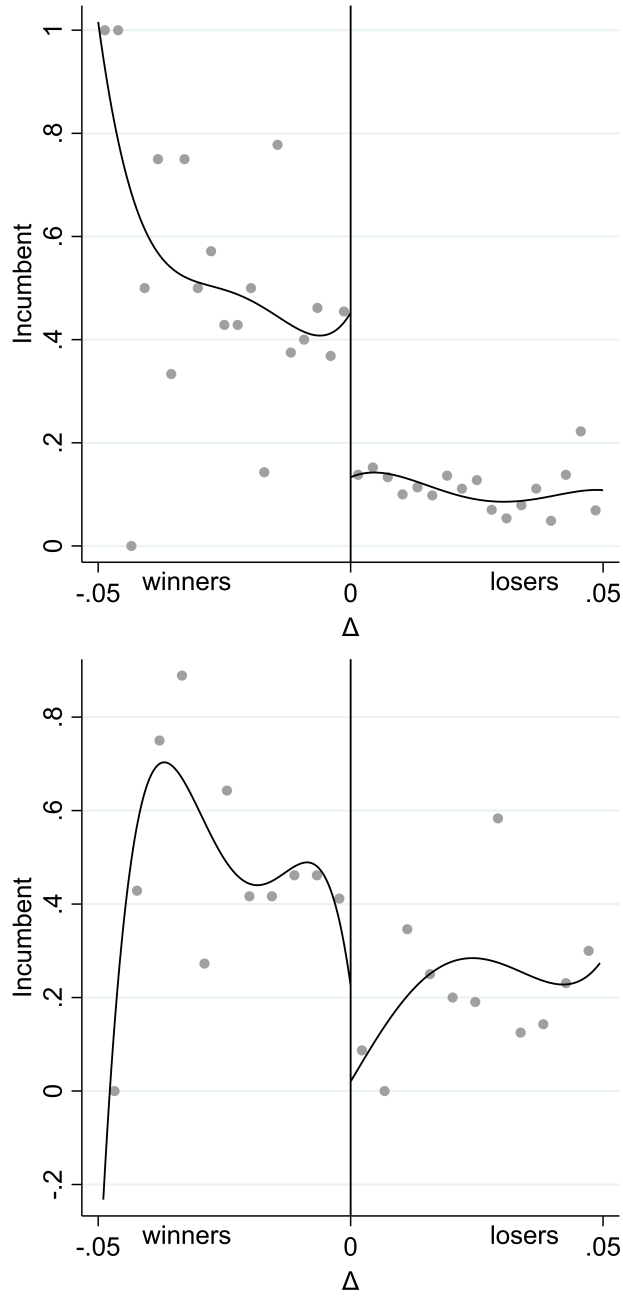 1
.8
.6
.4
.2
0
Incumbent
winners
losers
-.05
0
.05
Δ
.8
.6
.4
.2
0
-.2
Incumbent
winners
losers
-.05
0
.05
Δ